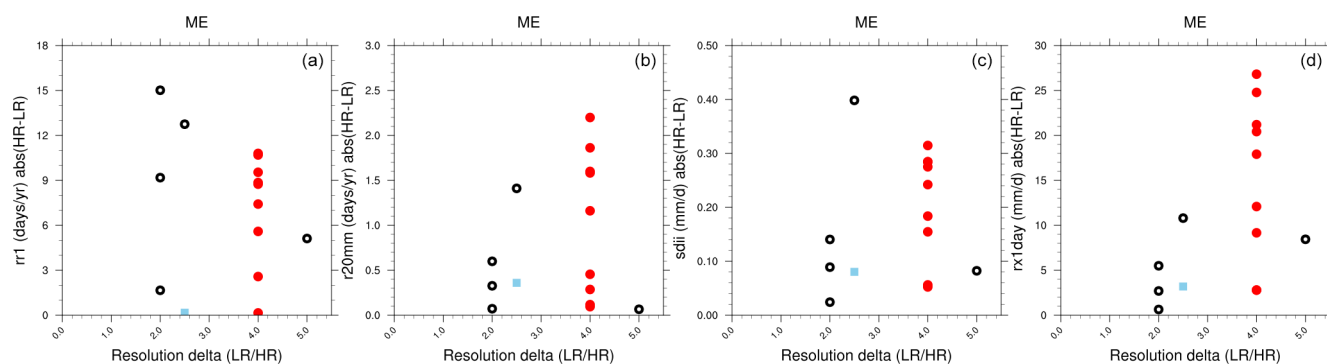 ME
(a)
rr1 (days/yr) abs(HR-LR)
18
15
12
9
6
3
0
0.0 1.0 2.0 3.0 4.0 5.0
Resolution delta (LR/HR)
ME
(b)
r20mm (days/yr) abs(HR-LR)
3.0
2.5
2.0
1.5
1.0
0.5
0.0
0.0 1.0 2.0 3.0 4.0 5.0
Resolution delta (LR/HR)
ME
(c)
sdii (mm/d) abs(HR-LR)
0.50
0.40
0.30
0.20
0.10
0.00
0.0 1.0 2.0 3.0 4.0 5.0
Resolution delta (LR/HR)
ME
(d)
rx1day (mm/d) abs(HR-LR)
30
25
20
15
10
5
0
0.0 1.0 2.0 3.0 4.0 5.0
Resolution delta (LR/HR)